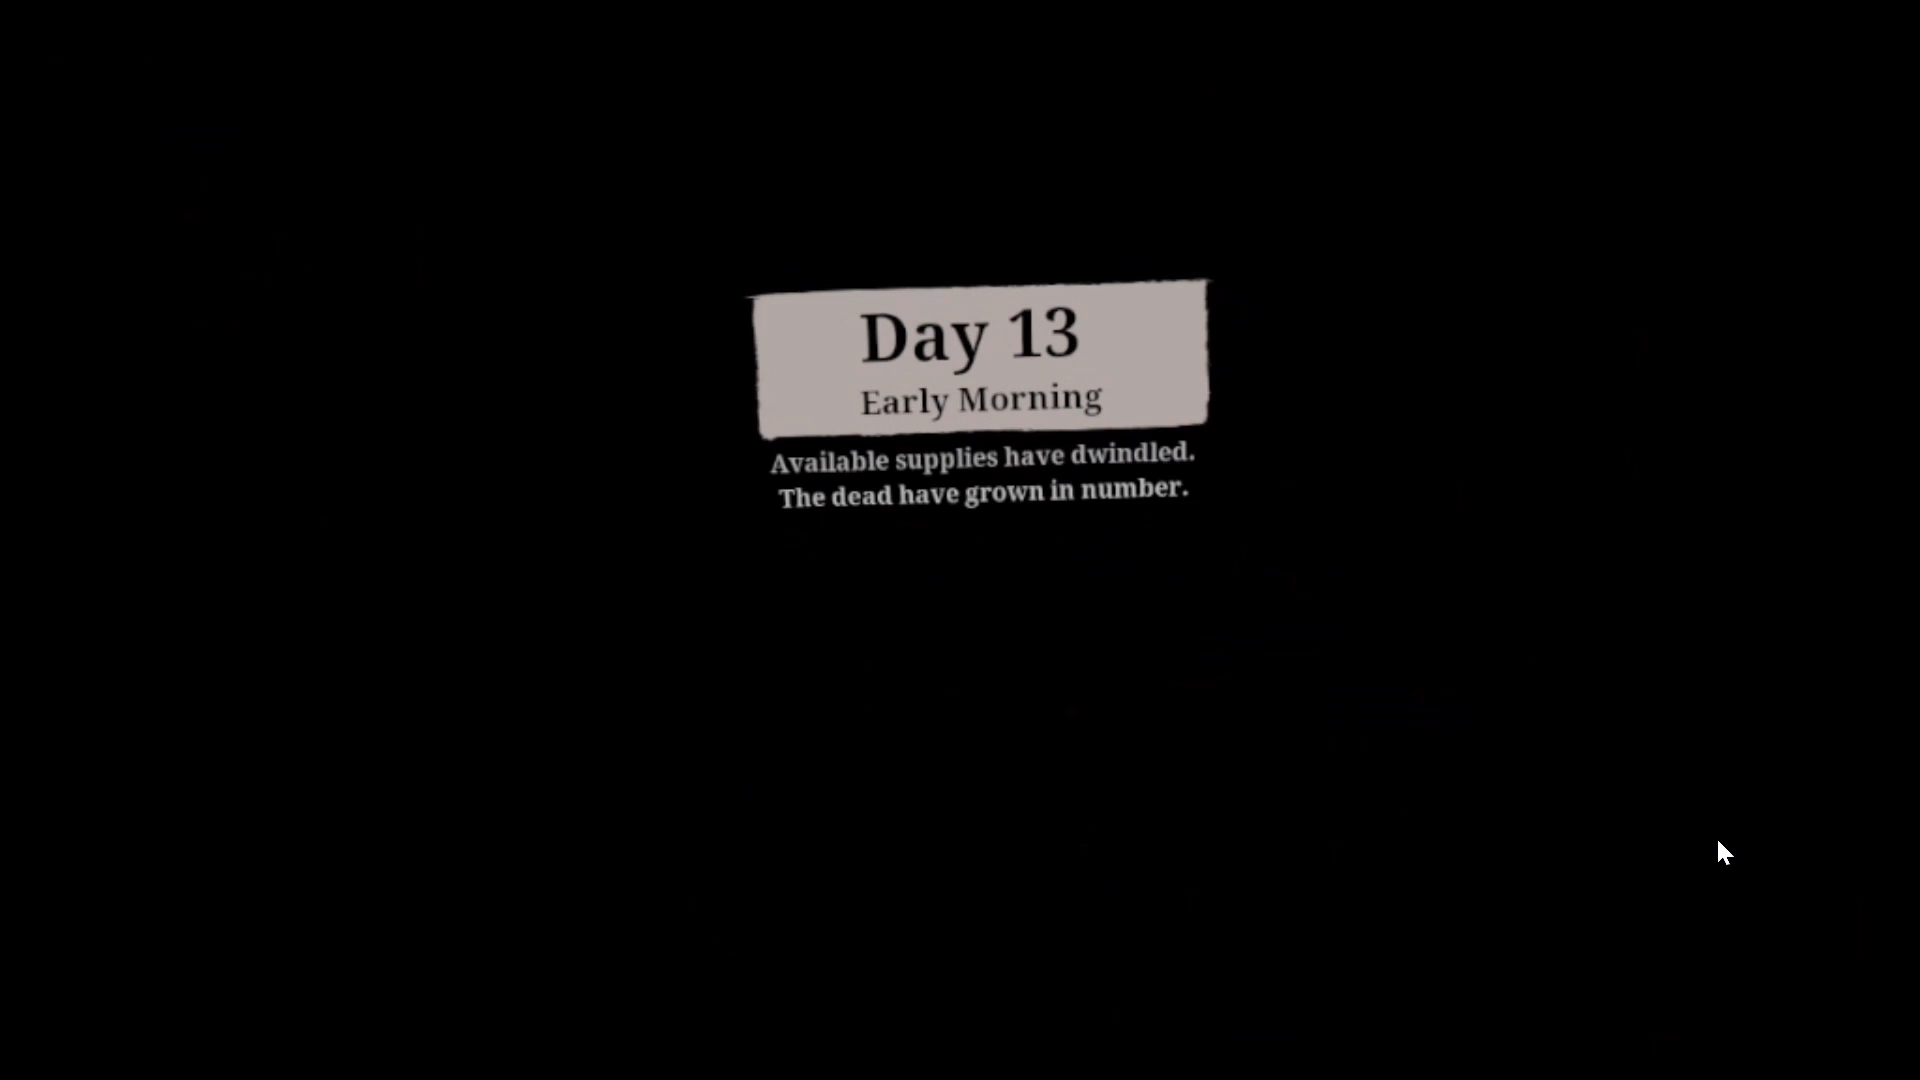 Day 13
Early Morning
Available supplies have dwindled.
The dead have grown in number.